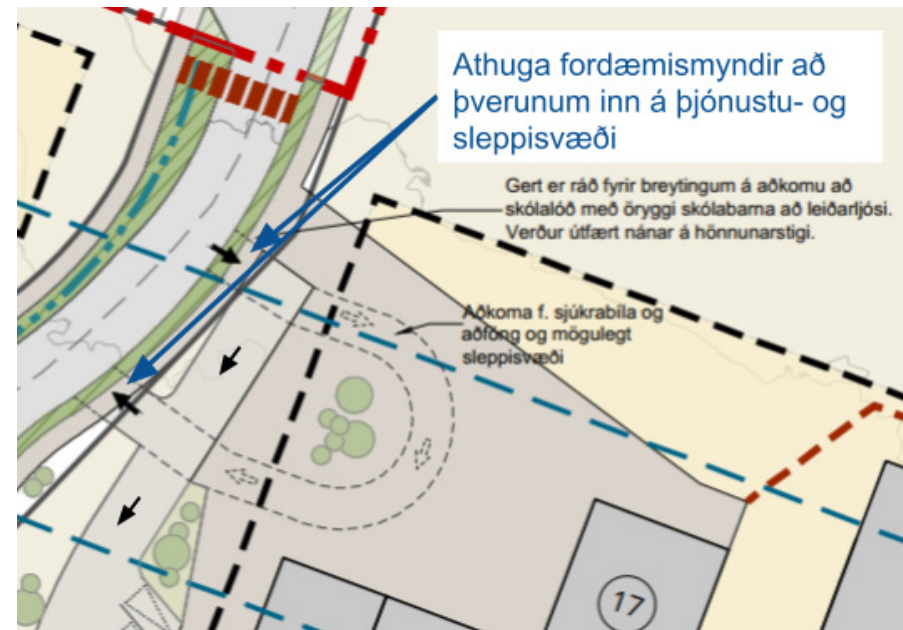 Athuga fordæmismyndir að
þverunum inn á þjónustu- og
sleppisvæði
Gert er ráð fyrir breytingum á aðkomu að
skólalóð með öryggi skólabarna að leiðarljósi.
Verður útfært nánar á hönnunarstigi.
Aðkoma f. sjúkrabíla og
aðföng og mögulegt
sleppisvæði
17